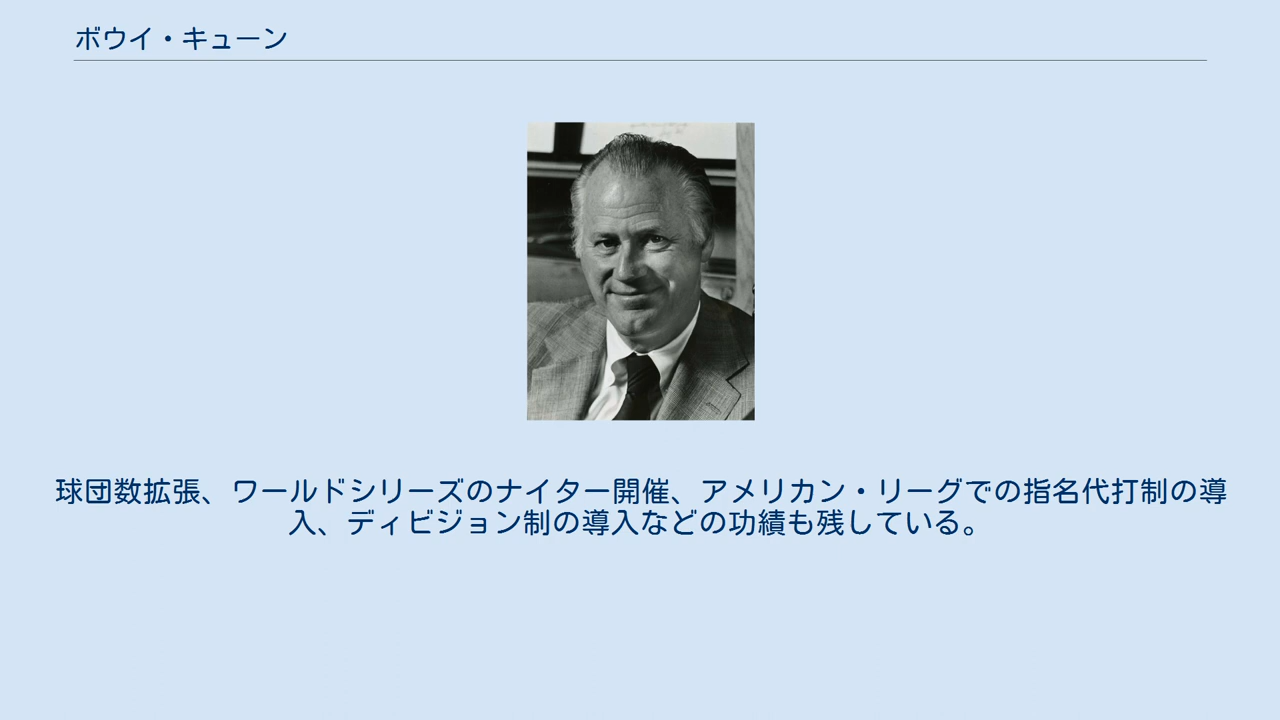 ボウイ・キューン
球団数拡張、ワールドシリーズのナイター開催、アメリカン・リーグでの指名代打制の導
入、ディビジョン制の導入などの功績も残している。